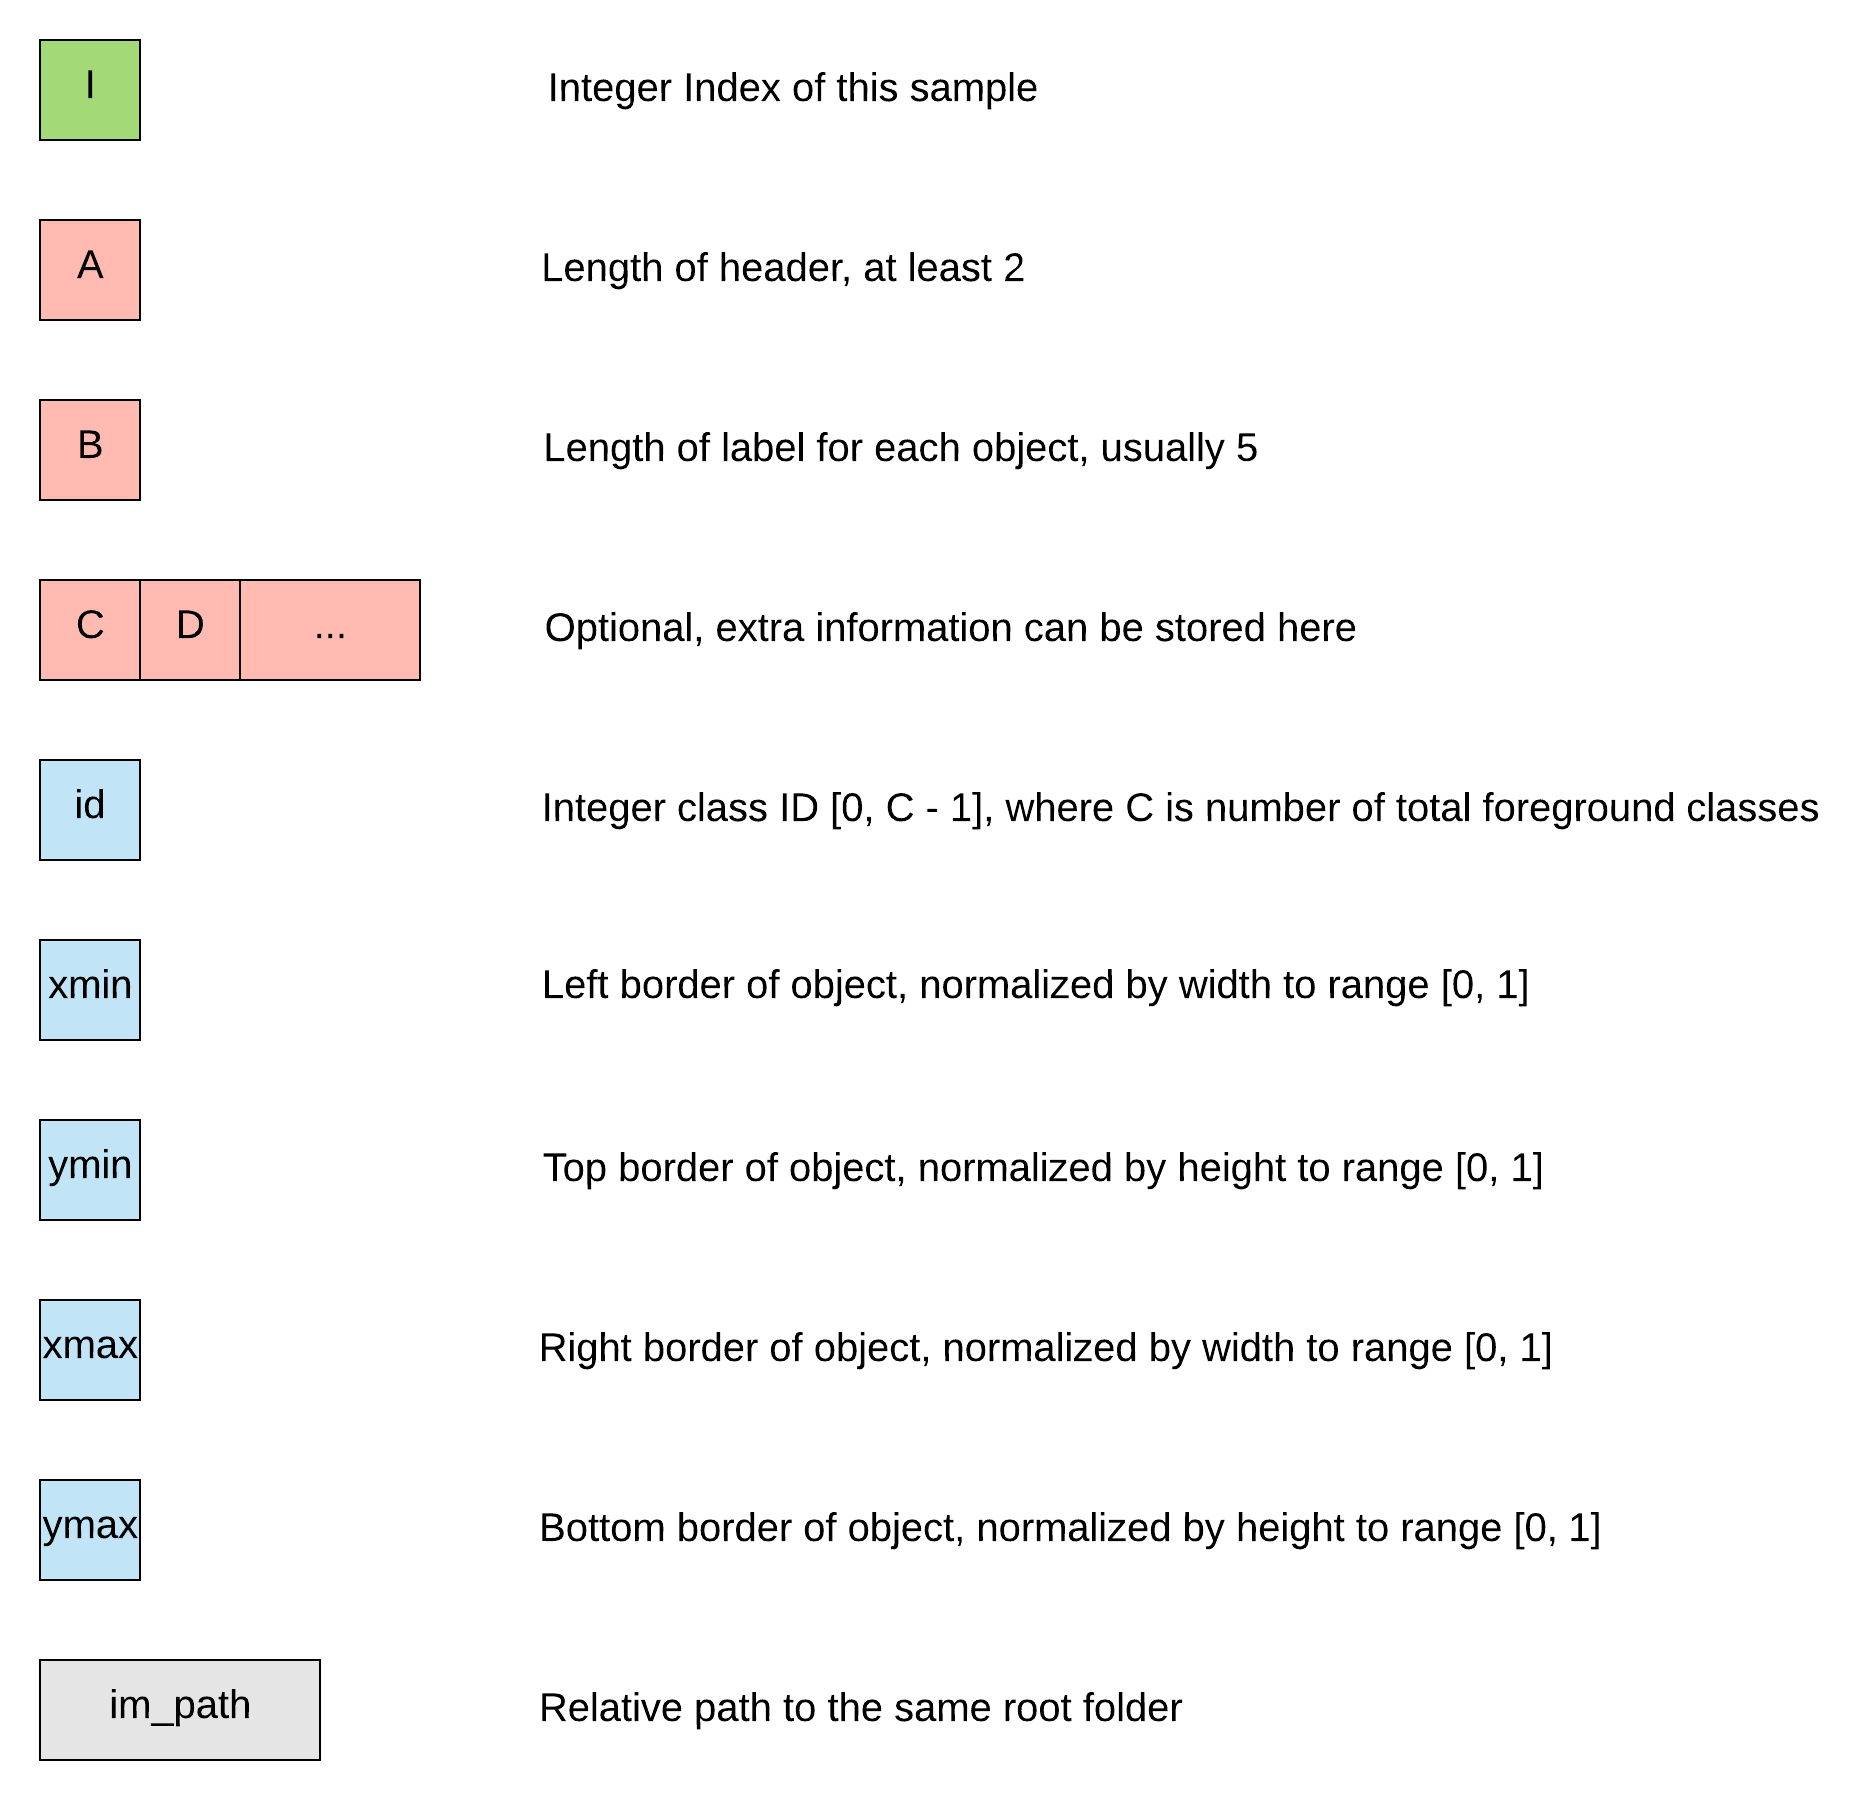 I Integer Index of this sample
A Length of header, at least 2
B Length of label for each object, usually 5
C D ... Optional, extra information can be stored here
id Integer class ID [0, C - 1], where C is number of total foreground classes
xmin Left border of object, normalized by width to range [0, 1]
ymin Top border of object, normalized by height to range [0, 1]
xmax Right border of object, normalized by width to range [0, 1]
ymax Bottom border of object, normalized by height to range [0, 1]
im_path Relative path to the same root folder